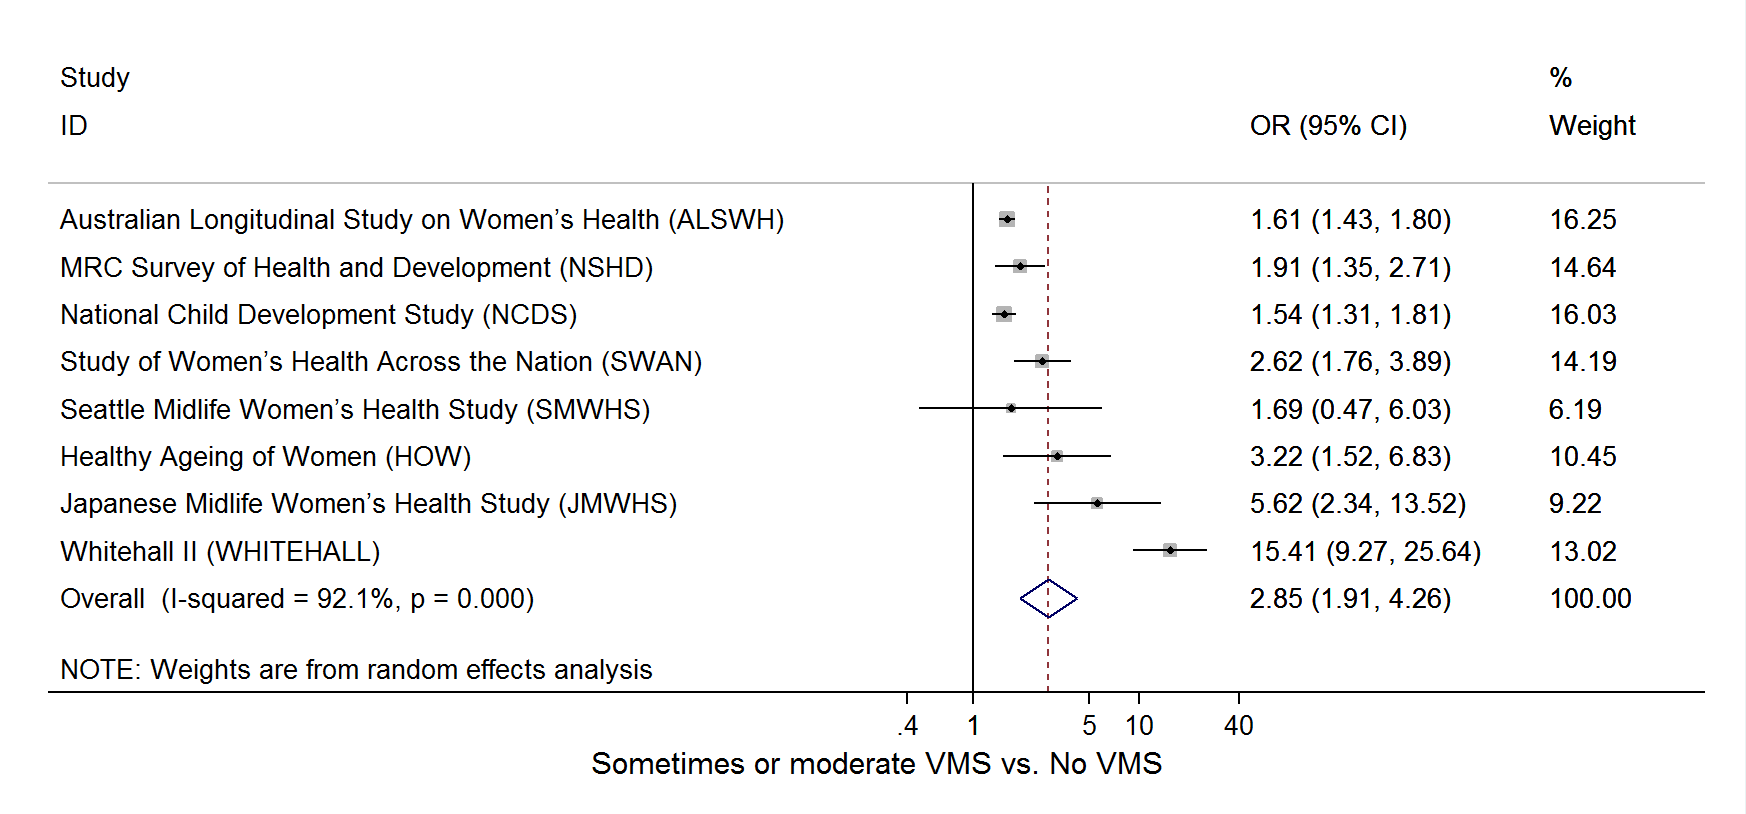 Study %
ID OR (95% CI) Weight
Australian Longitudinal Study on Women’s Health (ALSWH) 1.61 (1.43, 1.80) 16.25
MRC Survey of Health and Development (NSHD) 1.91 (1.35, 2.71) 14.64
National Child Development Study (NCDS) 1.54 (1.31, 1.81) 16.03
Study of Women’s Health Across the Nation (SWAN) 2.62 (1.76, 3.89) 14.19
Seattle Midlife Women’s Health Study (SMWHS) 1.69 (0.47, 6.03) 6.19
Healthy Ageing of Women (HOW) 3.22 (1.52, 6.83) 10.45
Japanese Midlife Women’s Health Study (JMWHS) 5.62 (2.34, 13.52) 9.22
Whitehall II (WHITEHALL) 15.41 (9.27, 25.64) 13.02
Overall (I-squared = 92.1%, p = 0.000) 2.85 (1.91, 4.26) 100.00
NOTE: Weights are from random effects analysis
.4 1 5 10 40
Sometimes or moderate VMS vs. No VMS